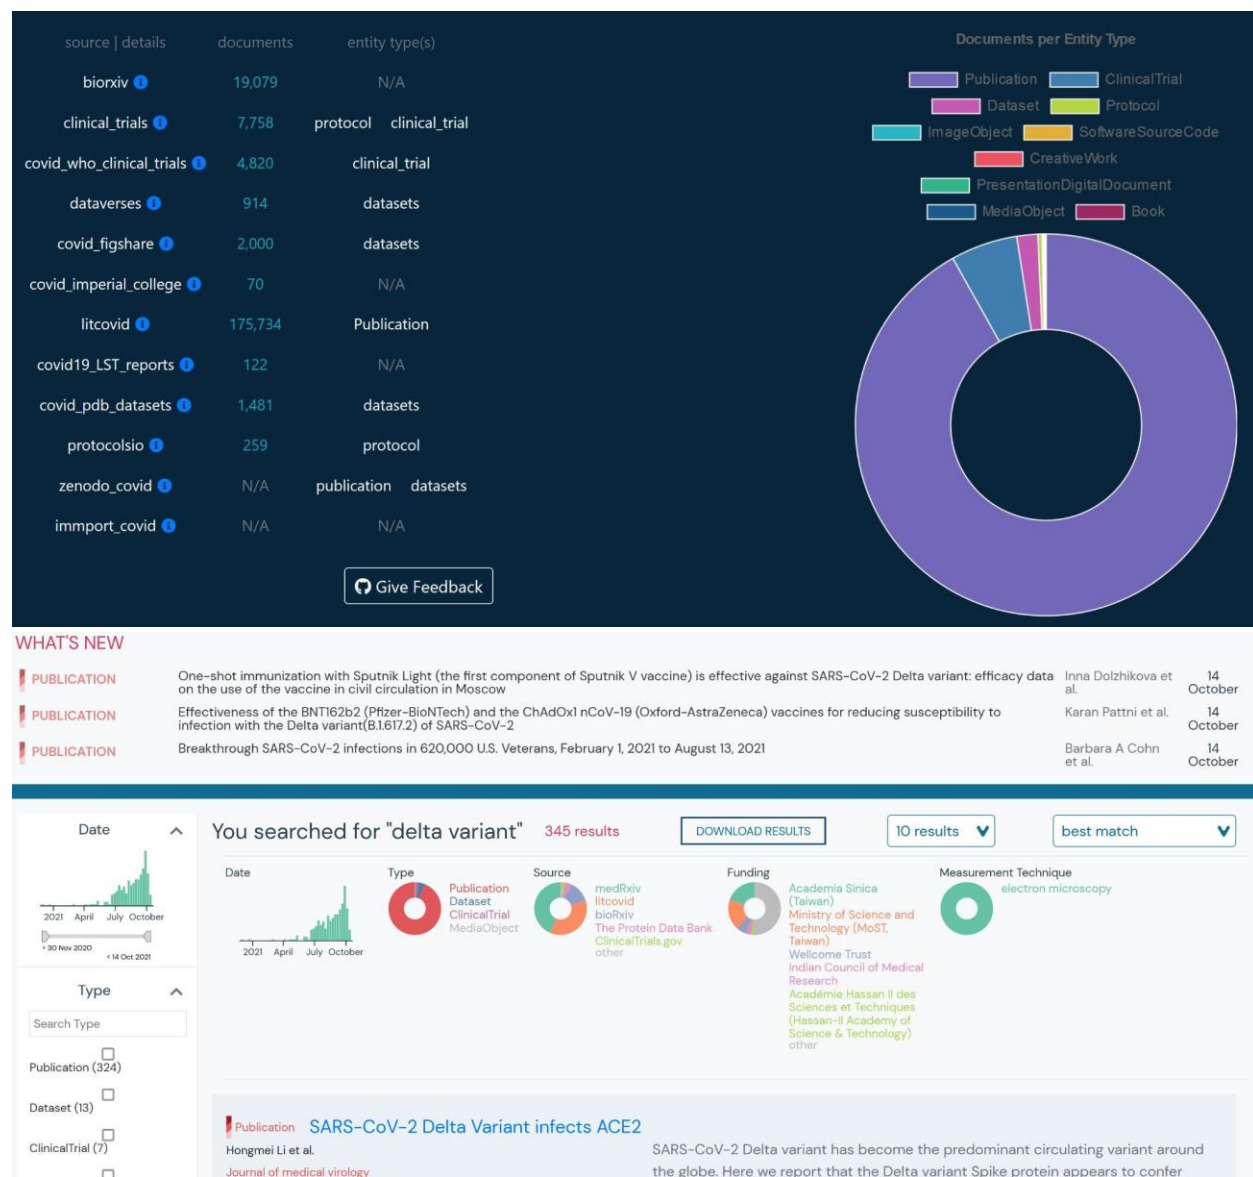 source | details documents entity type(s)
biorxiv 19,079 N/A
clinical_trials 7,758 protocol clinical_trial
covid_who_clinical_trials 4,820 clinical_trial
dataverses 914 datasets
covid_figshare 2,000 datasets
covid_imperial_college 70 N/A
litcovid 175,734 Publication
covid19_LST_reports 122 N/A
covid_pdb_datasets 1,481 datasets
protocolsio 259 protocol
zenodo_covid N/A publication datasets
immport_covid N/A N/A
Give Feedback
Documents per Entity Type
Publication ClinicalTrial
Dataset Protocol
ImageObject SoftwareSourceCode
CreativeWork
PresentationDigitalDocument
MediaObject Book
WHAT'S NEW
PUBLICATION
One-shot immunization with Sputnik Light (the first component of Sputnik V vaccine) is effective against SARS-CoV-2 Delta variant: efficacy data
on the use of the vaccine in civil circulation in Moscow
Inna Dolzhikova et
al.
14
October
PUBLICATION
Effectiveness of the BNT162b2 (Pfizer-BioNTech) and the ChAdOx1 nCoV-19 (Oxford-AstraZeneca) vaccines for reducing susceptibility to
infection with the Delta variant(B.1.617.2) of SARS-CoV-2
Karan Pattni et al.
14
October
PUBLICATION
Breakthrough SARS-CoV-2 infections in 620,000 U.S. Veterans, February 1, 2021 to August 13, 2021
Barbara A Cohn
et al.
14
October
Date
2021 April July October
> 30 Nov 2020
< 14 Oct 2021
Type
Search Type
Publication (324)
Dataset (13)
ClinicalTrial (7)
You searched for "delta variant" 345 results DOWNLOAD RESULTS 10 results best match
Date
2021 April July October
Type
Publication
Dataset
ClinicalTrial
MediaObject
Source
medRxiv
litcovid
bioRxiv
The Protein Data Bank
ClinicalTrials.gov
other
Funding
Academia Sinica
(Taiwan)
Ministry of Science and
Technology (MoST,
Taiwan)
Wellcome Trust
Indian Council of Medical
Research
Académie Hassan II des
Sciences et Techniques
(Hassan-II Academy of
Science & Technology)
other
Measurement Technique
electron microscopy
Publication SARS-CoV-2 Delta Variant infects ACE2
Hongmei Li et al.
Journal of medical virology
SARS-CoV-2 Delta variant has become the predominant circulating variant around
the globe. Here we report that the Delta variant Spike protein appears to confer